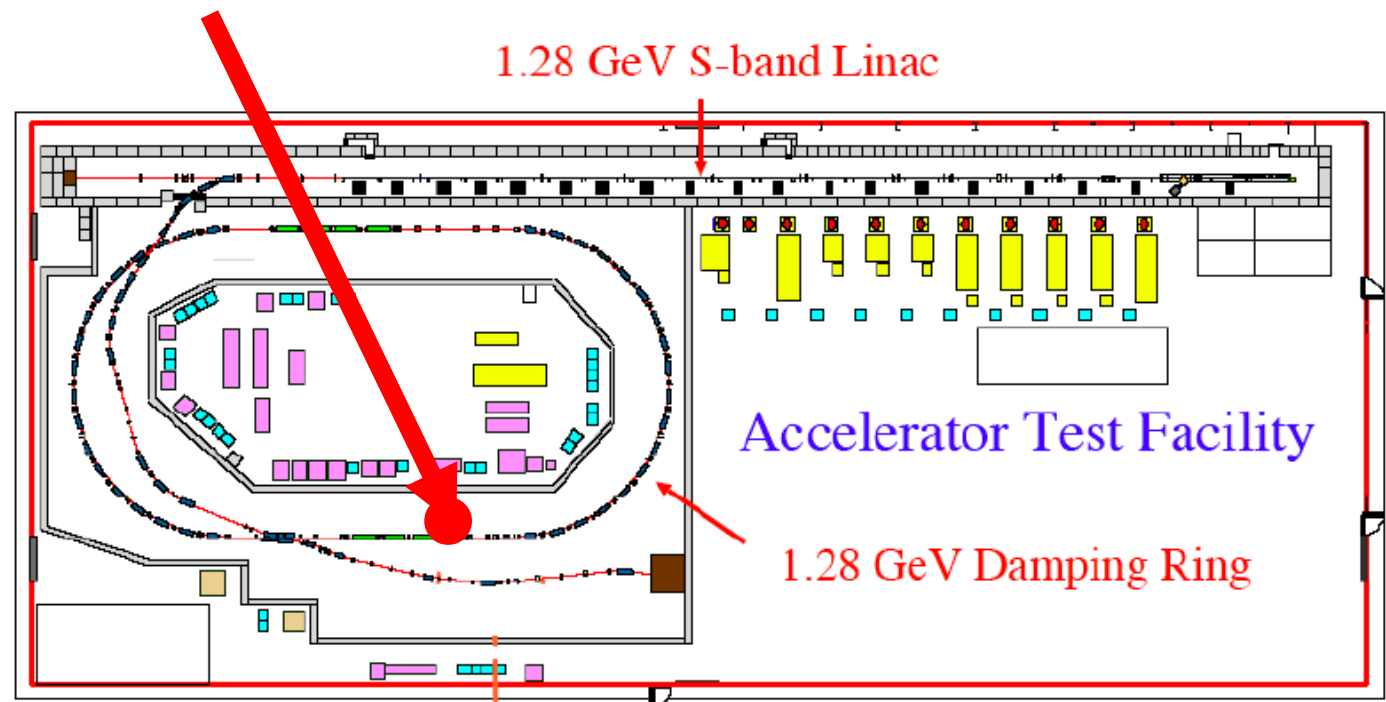 1.28 GeV S-band Linac
Accelerator Test Facility
1.28 GeV Damping Ring